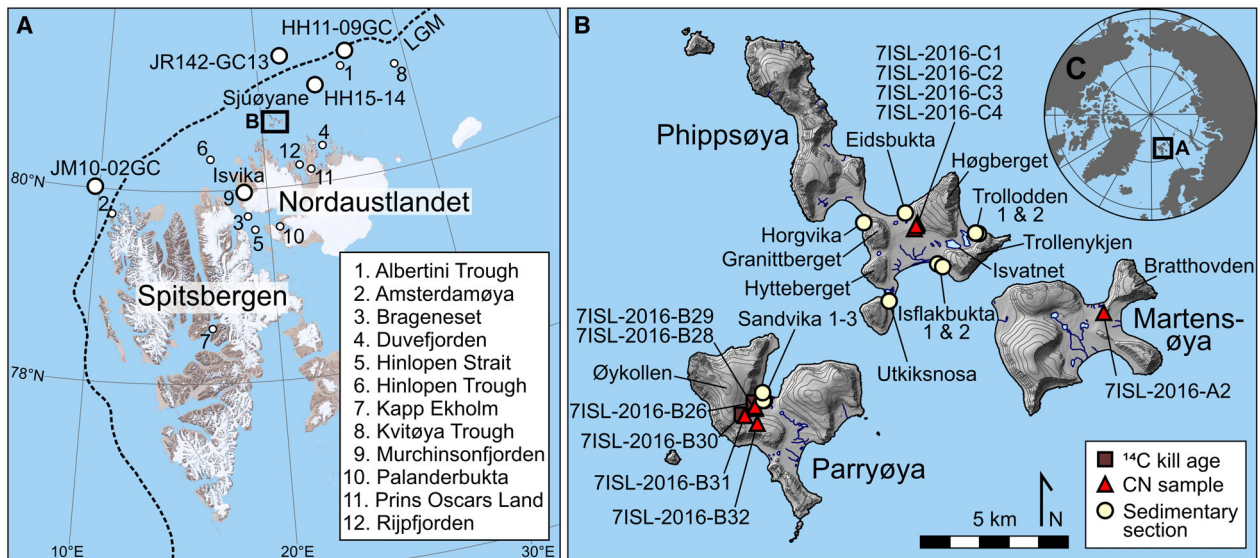 A
HH11-09GC
LGM
JR142-GC13
1
8
HH15-14
Sjuøyane
B
4
6
12
11
JM10-02GC
Isvika
80°N
9
Nordaustlandet
2
3
5
10
Spitsbergen
7
78°N
1. Albertini Trough
2. Amsterdamøya
3. Brageneset
4. Duvefjorden
5. Hinlopen Strait
6. Hinlopen Trough
7. Kapp Ekholm
8. Kvitøya Trough
9. Murchinsonfjorden
10. Palanderbukta
11. Prins Oscars Land
12. Rijpfjorden
10°E
20°E
30°E
B
7ISL-2016-C1
7ISL-2016-C2
7ISL-2016-C3
7ISL-2016-C4
C
A
Phippsøya
Eidsbukta
Høgberget
Trollodden
1 & 2
Horgvika
Granittberget
Trollenykjen
Hytteberget
Isvatnet
Bratthovden
7ISL-2016-B29
7ISL-2016-B28
Sandvika 1-3
Isflakbukta
1 & 2
Martens-
øya
Øykollen
Utkiksnosa
7ISL-2016-A2
7ISL-2016-B26
7ISL-2016-B30
7ISL-2016-B31
Parryøya
7ISL-2016-B32
¹⁴C kill age
CN sample
Sedimentary
section
5 km
N